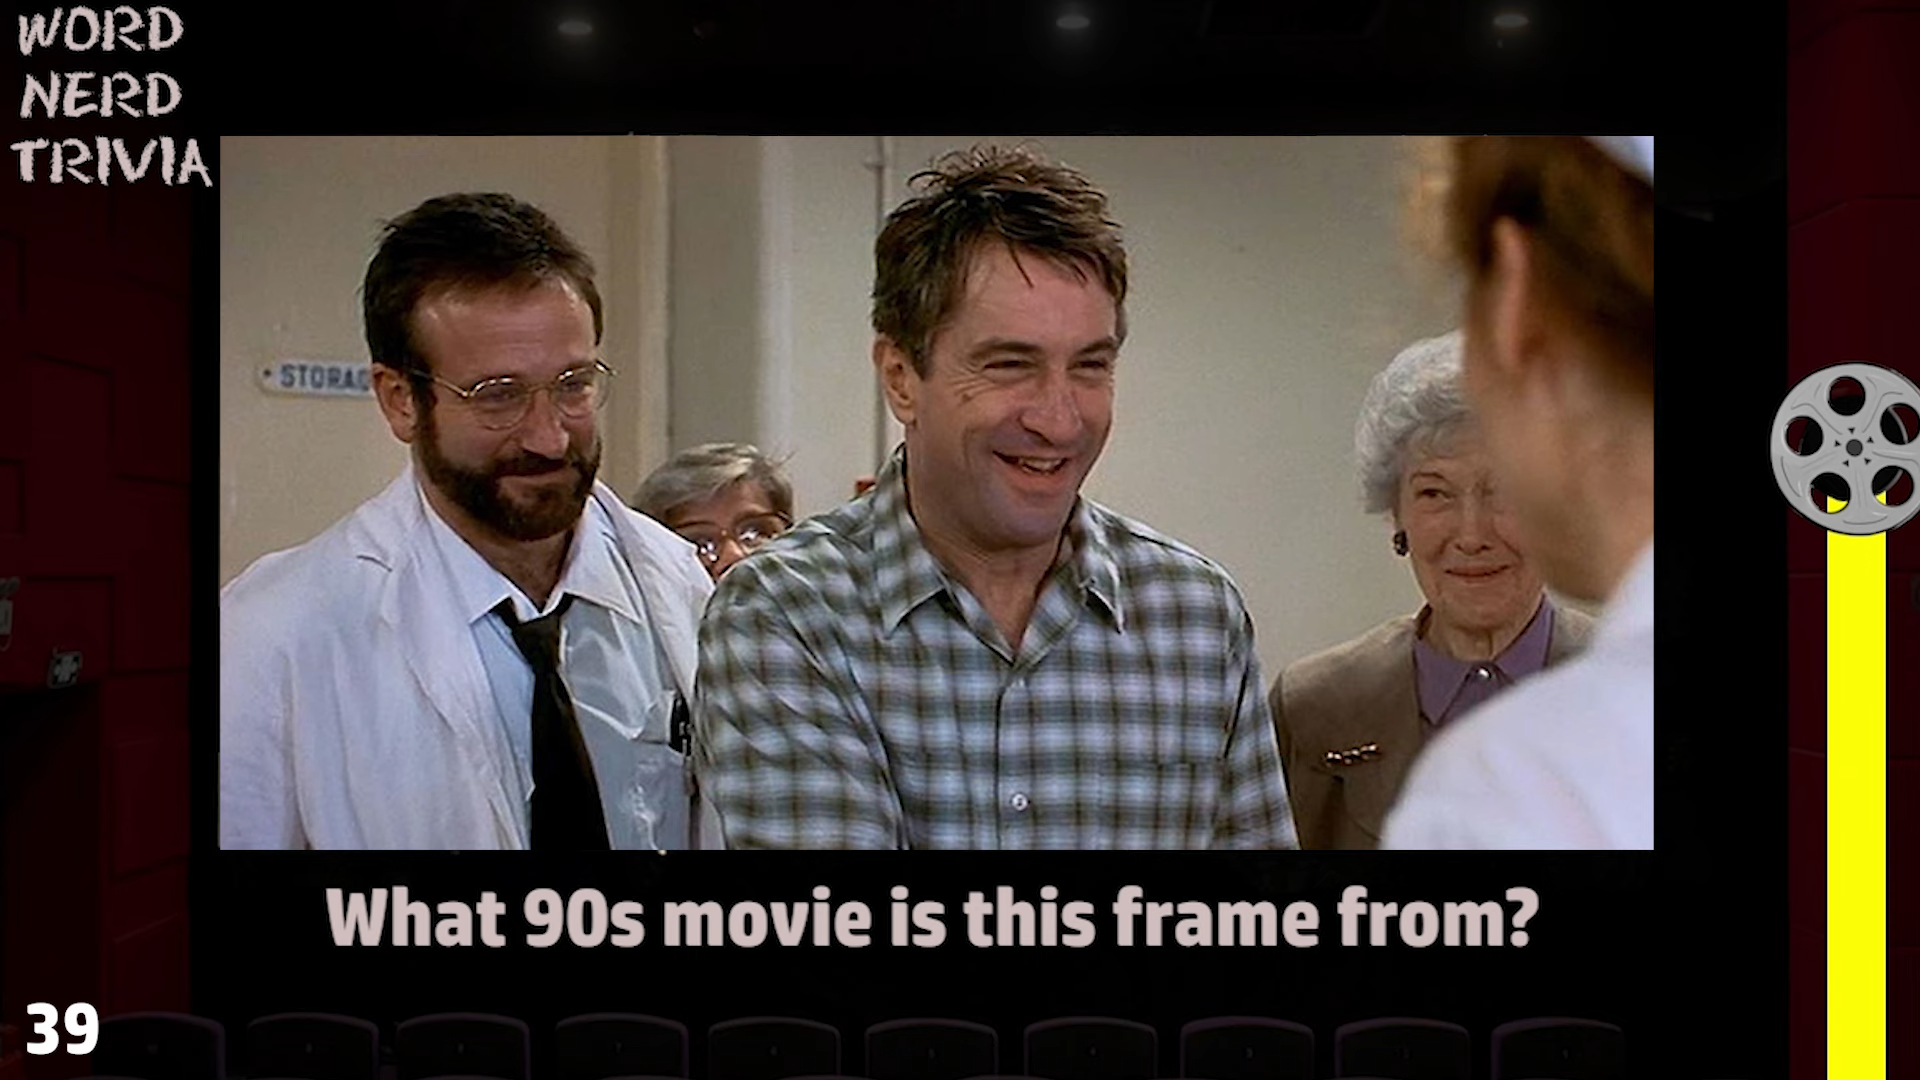 WORD
NERD
TRIVIA
STORAG
What 90s movie is this frame from?
39